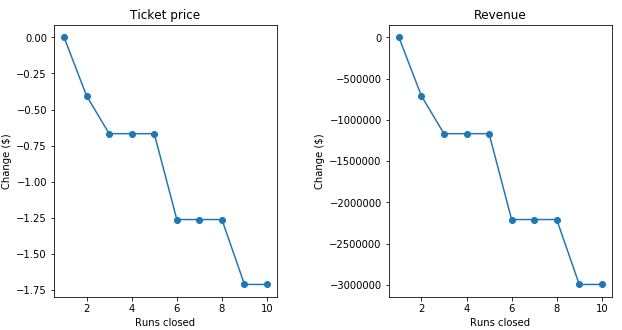 Ticket price
0.00
−0.25
−0.50
−0.75
−1.00
−1.25
−1.50
−1.75
Change ($)
2 4 6 8 10
Runs closed
Revenue
0
−500000
−1000000
−1500000
−2000000
−2500000
−3000000
Change ($)
2 4 6 8 10
Runs closed